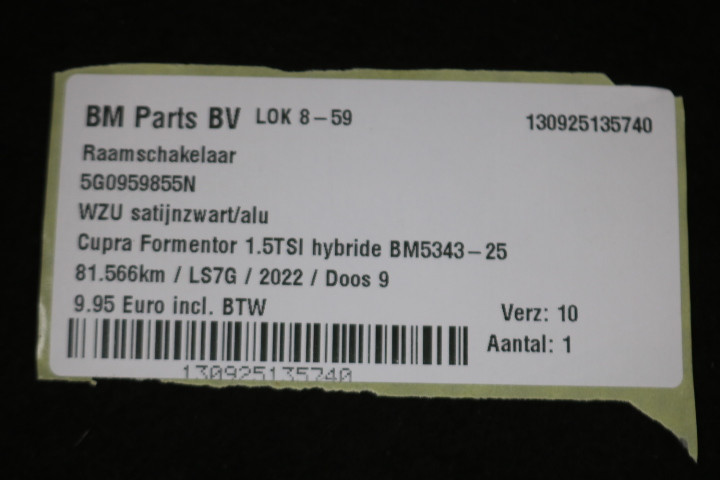 BM Parts BV LOK 8-59 130925135740
Raamschakelaar
5G0959855N
WZU satijnzwart/alu
Cupra Formentor 1.5TSI hybride BM5343-25
81.566km / LS7G / 2022 / Doos 9
9.95 Euro incl. BTW Verz: 10
Aantal: 1
130925135740